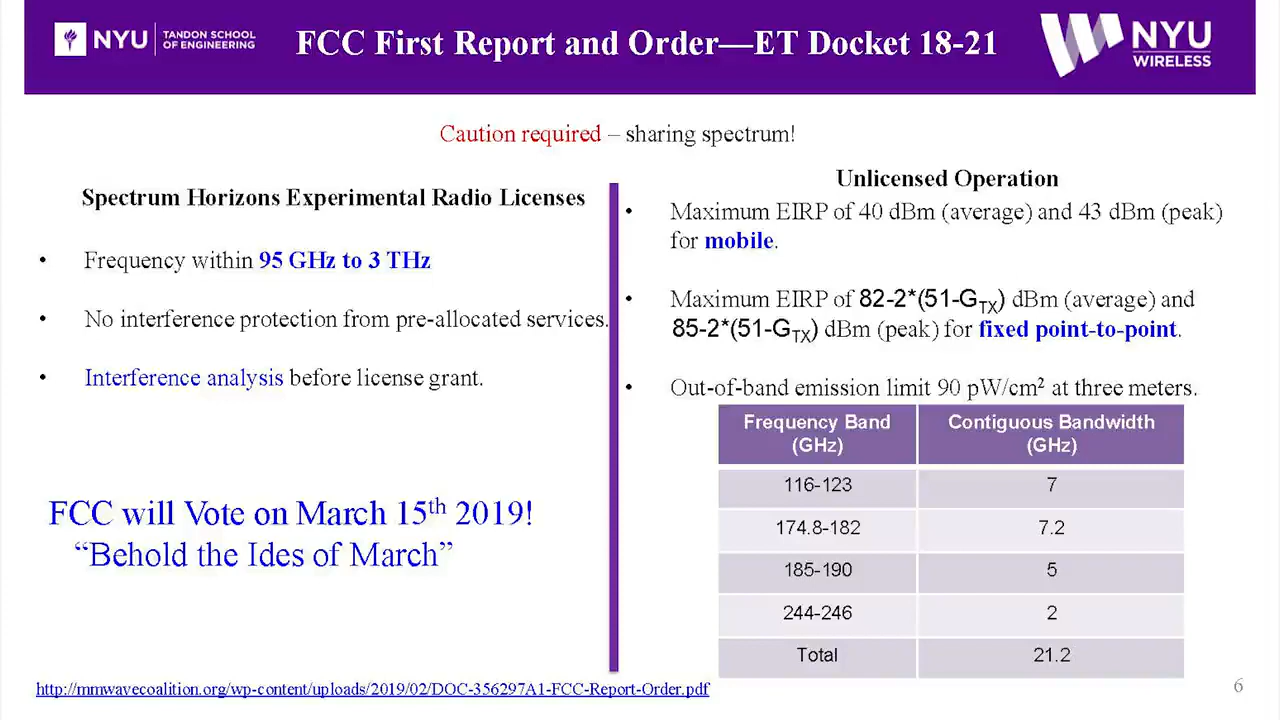 NYU
TANDON SCHOOL
OF ENGINEERING
FCC First Report and Order—ET Docket 18-21
NYU
WIRELESS
Caution required – sharing spectrum!
Spectrum Horizons Experimental Radio Licenses
• Frequency within 95 GHz to 3 THz
• No interference protection from pre-allocated services.
• Interference analysis before license grant.
FCC will Vote on March 15th 2019!
“Behold the Ides of March”
Unlicensed Operation
• Maximum EIRP of 40 dBm (average) and 43 dBm (peak)
for mobile.
• Maximum EIRP of 82-2*(51-GTX) dBm (average) and
85-2*(51-GTX) dBm (peak) for fixed point-to-point.
• Out-of-band emission limit 90 pW/cm² at three meters.
Frequency Band (GHz) Contiguous Bandwidth (GHz)
116-123 7
174.8-182 7.2
185-190 5
244-246 2
Total 21.2
http://mmwavecoalition.org/wp-content/uploads/2019/02/DOC-356297A1-FCC-Report-Order.pdf
6